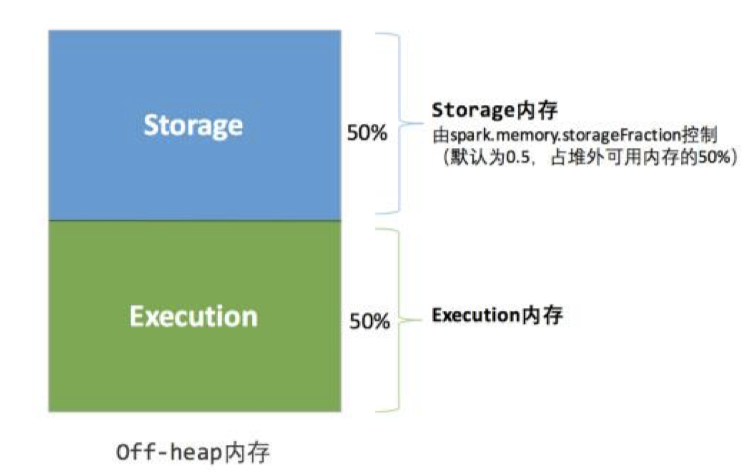 Storage
50%
Storage内存
由spark.memory.storageFraction控制
（默认为0.5，占堆外可用内存的50%）
Execution
50%
Execution内存
Off-heap内存